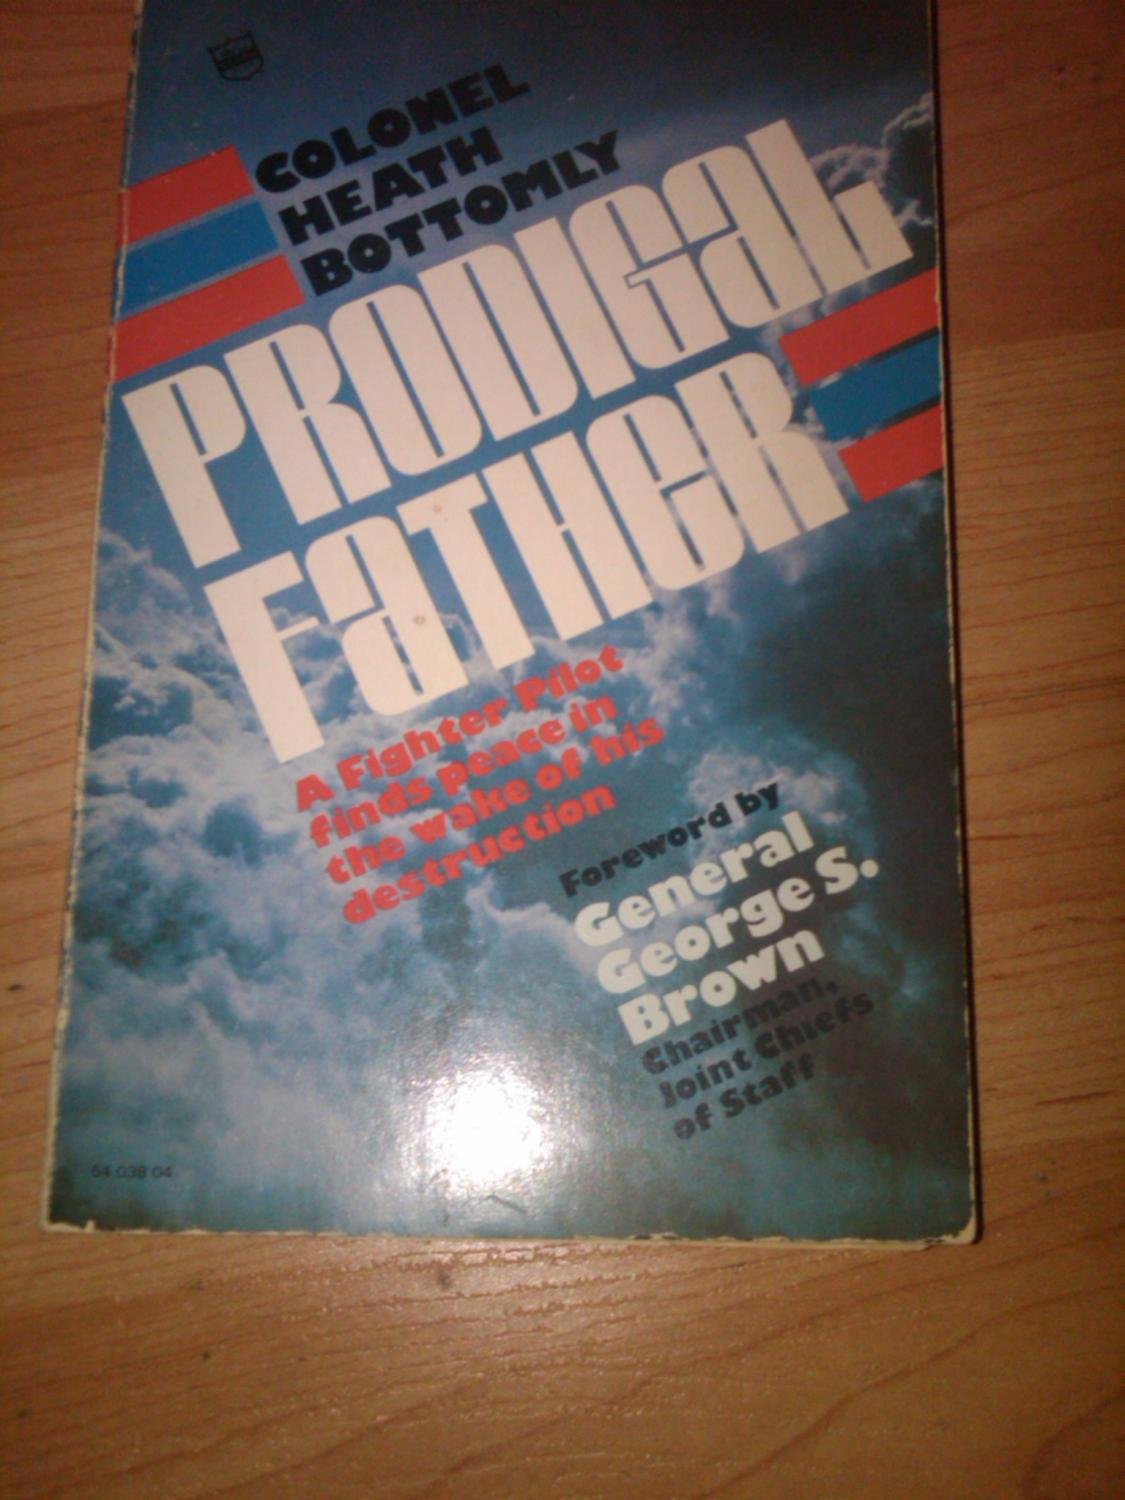 COLONEL
HEATH
BOTTOMLY
PRODIGAL
FATHER
A Fighter Pilot
finds peace in
the wake of his
destruction
Foreword by
General
George S.
Brown
Chairman,
Joint Chiefs
of Staff
64 038 04